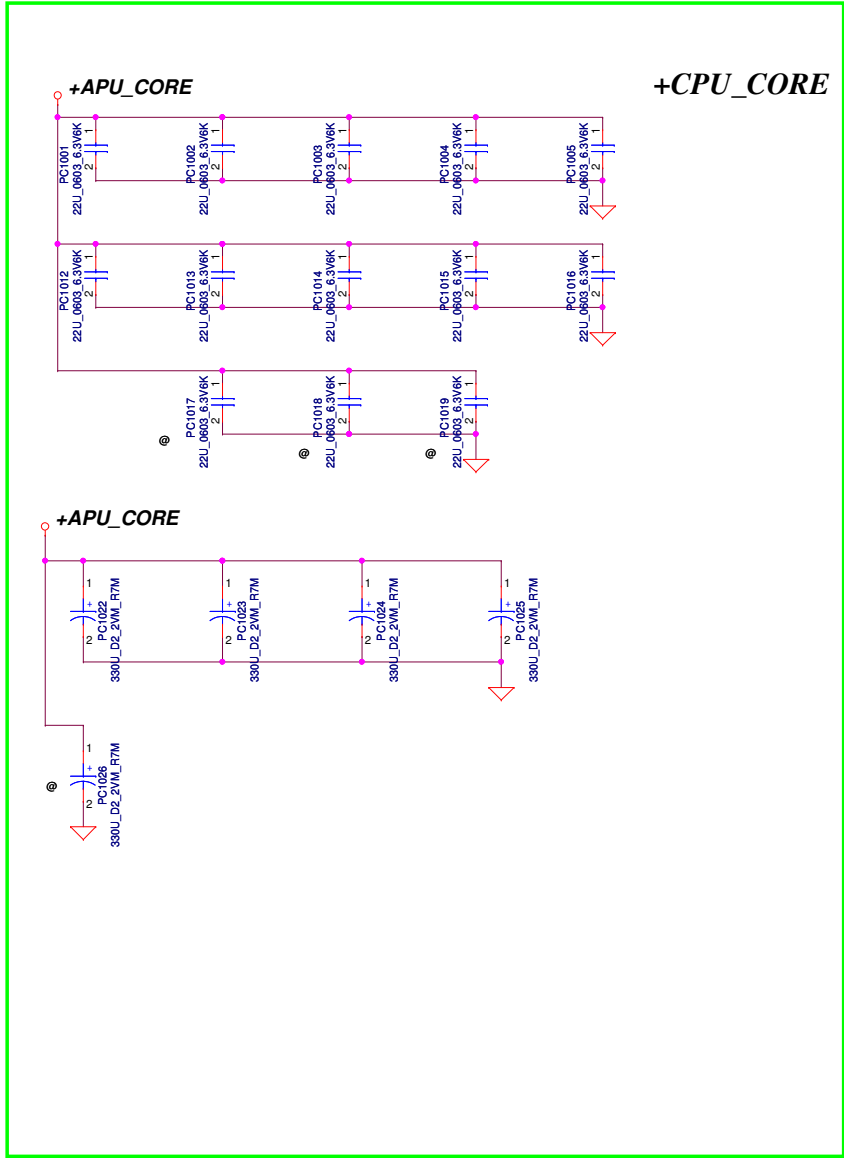 +APU_CORE
+CPU_CORE
1
2
PC1001
22U_0603_6.3V6K
1
2
PC1002
22U_0603_6.3V6K
1
2
PC1003
22U_0603_6.3V6K
1
2
PC1004
22U_0603_6.3V6K
1
2
PC1005
22U_0603_6.3V6K
1
2
PC1012
22U_0603_6.3V6K
1
2
PC1013
22U_0603_6.3V6K
1
2
PC1014
22U_0603_6.3V6K
1
2
PC1015
22U_0603_6.3V6K
1
2
PC1016
22U_0603_6.3V6K
@
1
2
PC1017
22U_0603_6.3V6K
@
1
2
PC1018
22U_0603_6.3V6K
@
1
2
PC1019
22U_0603_6.3V6K
+APU_CORE
1
+
2
PC1022
330U_D2_2VM_R7M
1
+
2
PC1023
330U_D2_2VM_R7M
1
+
2
PC1024
330U_D2_2VM_R7M
1
+
2
PC1025
330U_D2_2VM_R7M
@
1
+
2
PC1026
330U_D2_2VM_R7M